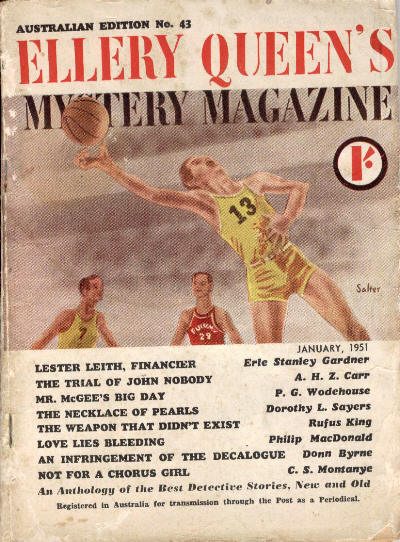 AUSTRALIAN EDITION No. 43
ELLERY QUEEN'S
MYSTERY MAGAZINE
1/-
13
Salter
7
29
JANUARY, 1951
LESTER LEITH, FINANCIER Erle Stanley Gardner
THE TRIAL OF JOHN NOBODY A. H. Z. Carr
MR. McGEE'S BIG DAY P. G. Wodehouse
THE NECKLACE OF PEARLS Dorothy L. Sayers
THE WEAPON THAT DIDN'T EXIST Rufus King
LOVE LIES BLEEDING Philip MacDonald
AN INFRINGEMENT OF THE DECALOGUE Donn Byrne
NOT FOR A CHORUS GIRL C. S. Montanye
An Anthology of the Best Detective Stories, New and Old
Registered in Australia for transmission through the Post as a Periodical.